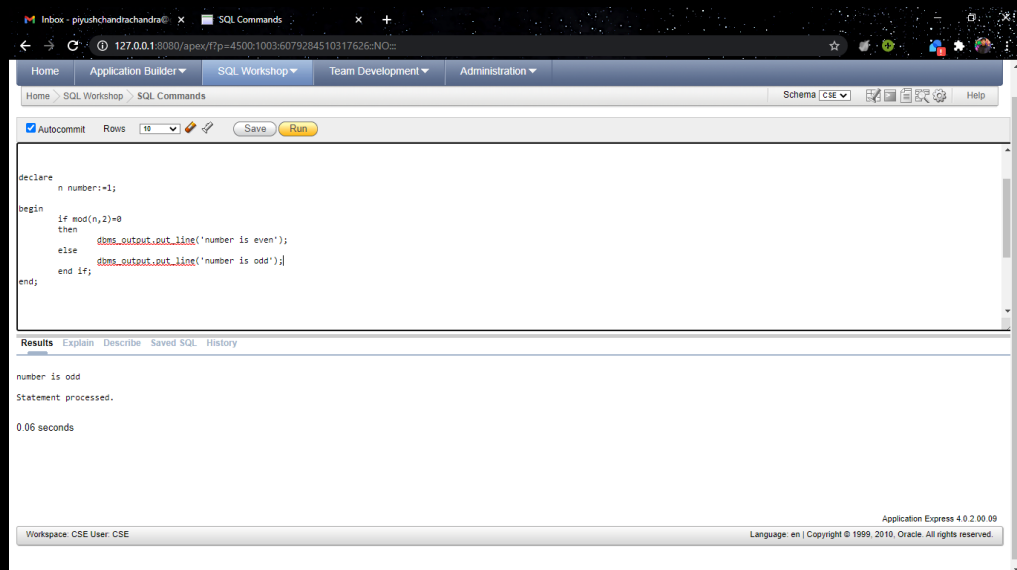 Inbox - piyushchandrachandra@
SQL Commands
127.0.0.1:8080/apex/f?p=4500:1003:6079284510317626::NO:::
Home Application Builder SQL Workshop Team Development Administration
Home SQL Workshop SQL Commands
Schema CSE
Help
Autocommit Rows 10 Save Run
declare
n number:=1;
begin
if mod(n,2)=0
then
dbms_output.put_line('number is even');
else
dbms_output.put_line('number is odd');
end if;
end;
Results Explain Describe Saved SQL History
number is odd
Statement processed.
0.06 seconds
Application Express 4.0.2.00.09
Workspace: CSE User: CSE
Language: en | Copyright © 1999, 2010, Oracle. All rights reserved.